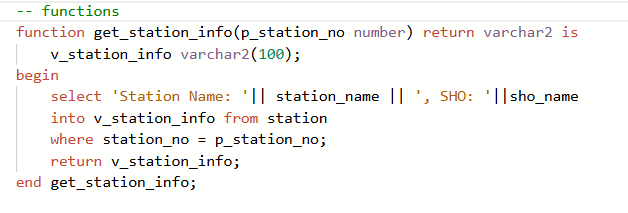 -- functions
function get_station_info(p_station_no number) return varchar2 is
    v_station_info varchar2(100);
begin
    select 'Station Name: '|| station_name || ', SHO: '||sho_name
    into v_station_info from station
    where station_no = p_station_no;
    return v_station_info;
end get_station_info;